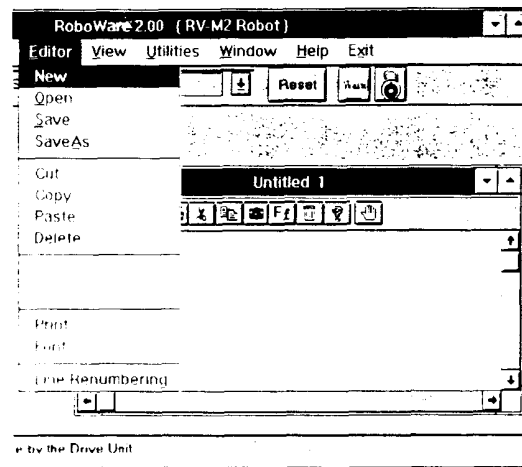 RoboWare 2.00 (RV-M2 Robot)
Editor View Utilities Window Help Exit
New
Reset
Open
Save
SaveAs
Cut
Untitled 1
Copy
Paste
Ff
Delete
Print
Font
Line Renumbering
e by the Drive Unit